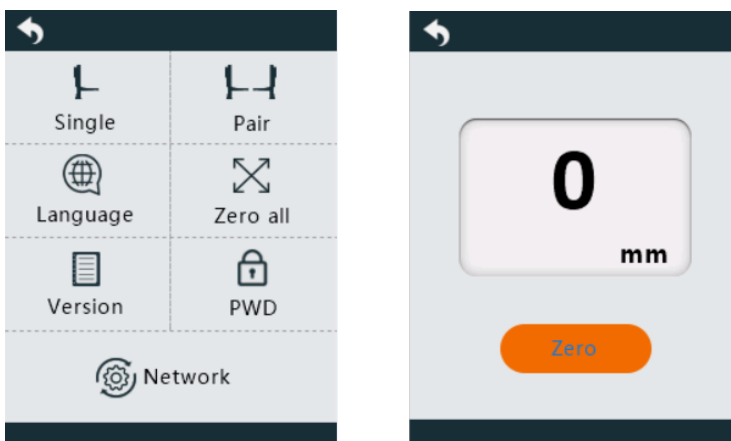 Single
Pair
Language
Zero all
Version
PWD
Network
0
mm
Zero